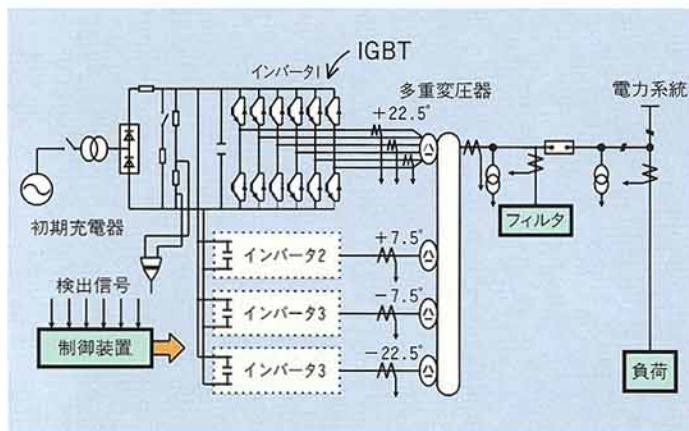 インバータ1
IGBT
多重変圧器
電力系統
+22.5°
初期充電器
フィルタ
インバータ2
+7.5°
検出信号
インバータ3
-7.5°
制御装置
インバータ3
-22.5°
負荷